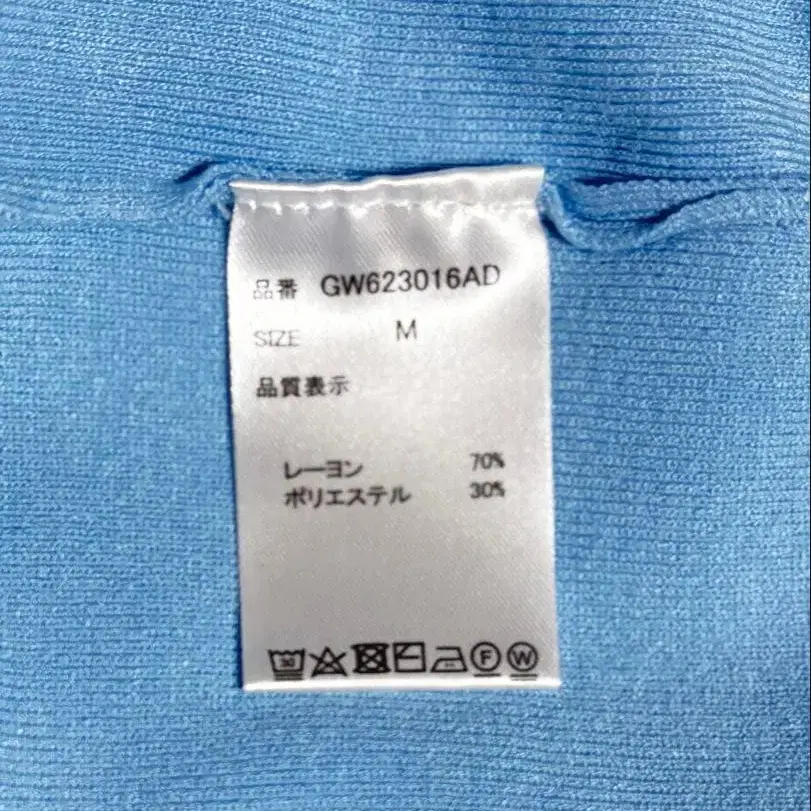 品番 GW623016AD
SIZE M
品質表示
レーヨン 70%
ポリエステル 30%
30 F W